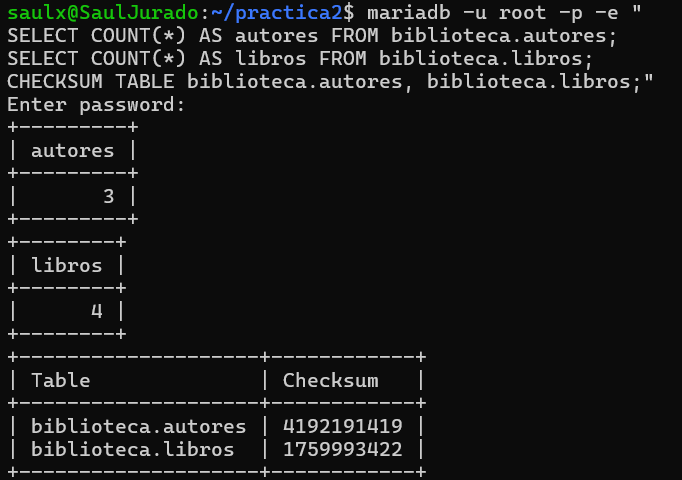 saulx@SaulJurado:~/practica2$ mariadb -u root -p -e "
SELECT COUNT(*) AS autores FROM biblioteca.autores;
SELECT COUNT(*) AS libros FROM biblioteca.libros;
CHECKSUM TABLE biblioteca.autores, biblioteca.libros;"
Enter password:
+---------+
| autores |
+---------+
|       3 |
+---------+
+--------+
| libros |
+--------+
|      4 |
+--------+
+--------------------+------------+
| Table              | Checksum   |
+--------------------+------------+
| biblioteca.autores | 4192191419 |
| biblioteca.libros  | 1759993422 |
+--------------------+------------+